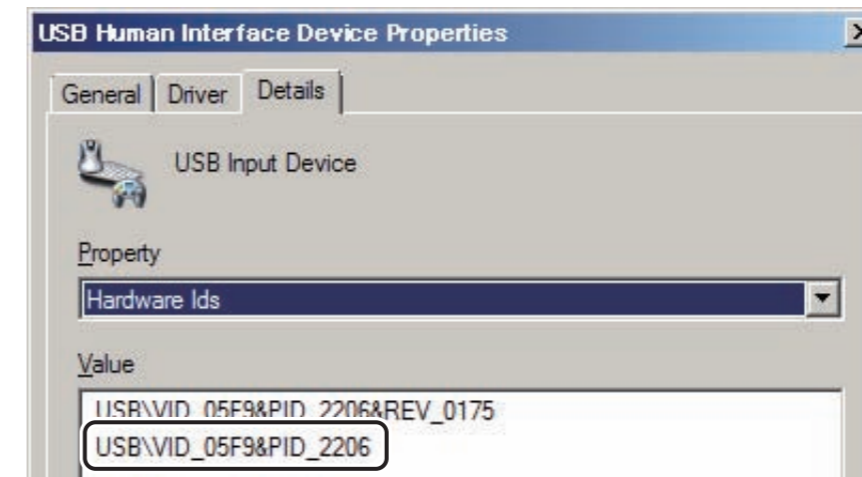 USB Human Interface Device Properties
General Driver Details
USB Input Device
Property
Hardware Ids
Value
USB\VID_05F9&PID_2206&REV_0175
USB\VID_05F9&PID_2206